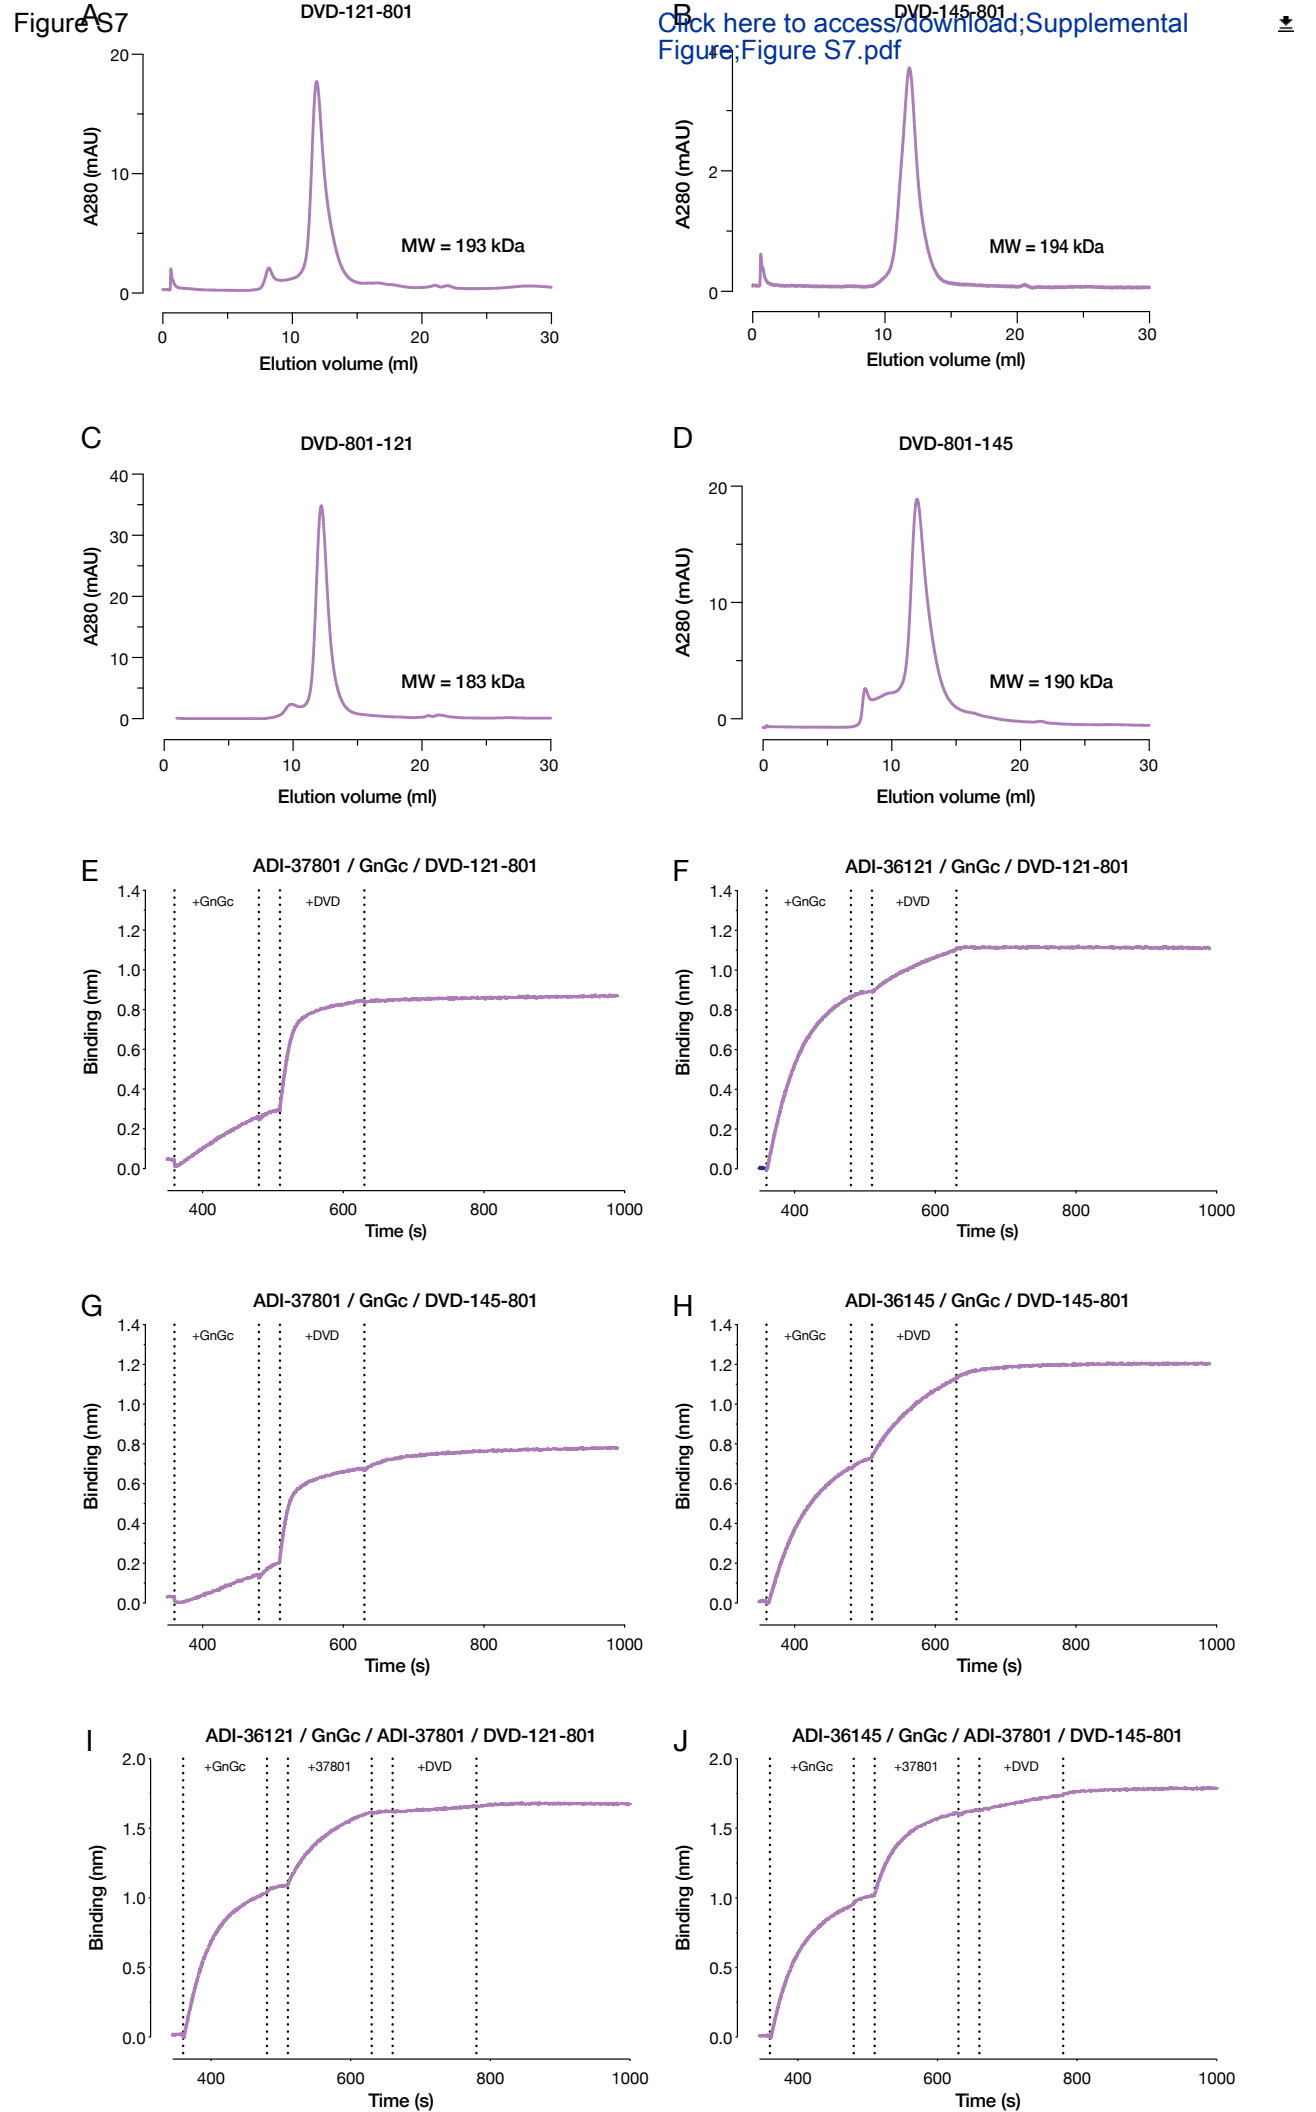 Figure S7
Click here to access/download;Supplemental
Figure;Figure S7.pdf
A
DVD-121-801
20
10
0
A280 (mAU)
MW = 193 kDa
0 10 20 30
Elution volume (ml)
B
DVD-145-801
4
2
0
A280 (mAU)
MW = 194 kDa
0 10 20 30
Elution volume (ml)
C
DVD-801-121
40
30
20
10
0
A280 (mAU)
MW = 183 kDa
0 10 20 30
Elution volume (ml)
D
DVD-801-145
20
10
0
A280 (mAU)
MW = 190 kDa
0 10 20 30
Elution volume (ml)
E
ADI-37801 / GnGc / DVD-121-801
+GnGc +DVD
1.4
1.2
1.0
0.8
0.6
0.4
0.2
0.0
Binding (nm)
400 600 800 1000
Time (s)
F
ADI-36121 / GnGc / DVD-121-801
+GnGc +DVD
1.4
1.2
1.0
0.8
0.6
0.4
0.2
0.0
Binding (nm)
400 600 800 1000
Time (s)
G
ADI-37801 / GnGc / DVD-145-801
+GnGc +DVD
1.4
1.2
1.0
0.8
0.6
0.4
0.2
0.0
Binding (nm)
400 600 800 1000
Time (s)
H
ADI-36145 / GnGc / DVD-145-801
+GnGc +DVD
1.4
1.2
1.0
0.8
0.6
0.4
0.2
0.0
Binding (nm)
400 600 800 1000
Time (s)
I
ADI-36121 / GnGc / ADI-37801 / DVD-121-801
+GnGc +37801 +DVD
2.0
1.5
1.0
0.5
0.0
Binding (nm)
400 600 800 1000
Time (s)
J
ADI-36145 / GnGc / ADI-37801 / DVD-145-801
+GnGc +37801 +DVD
2.0
1.5
1.0
0.5
0.0
Binding (nm)
400 600 800 1000
Time (s)